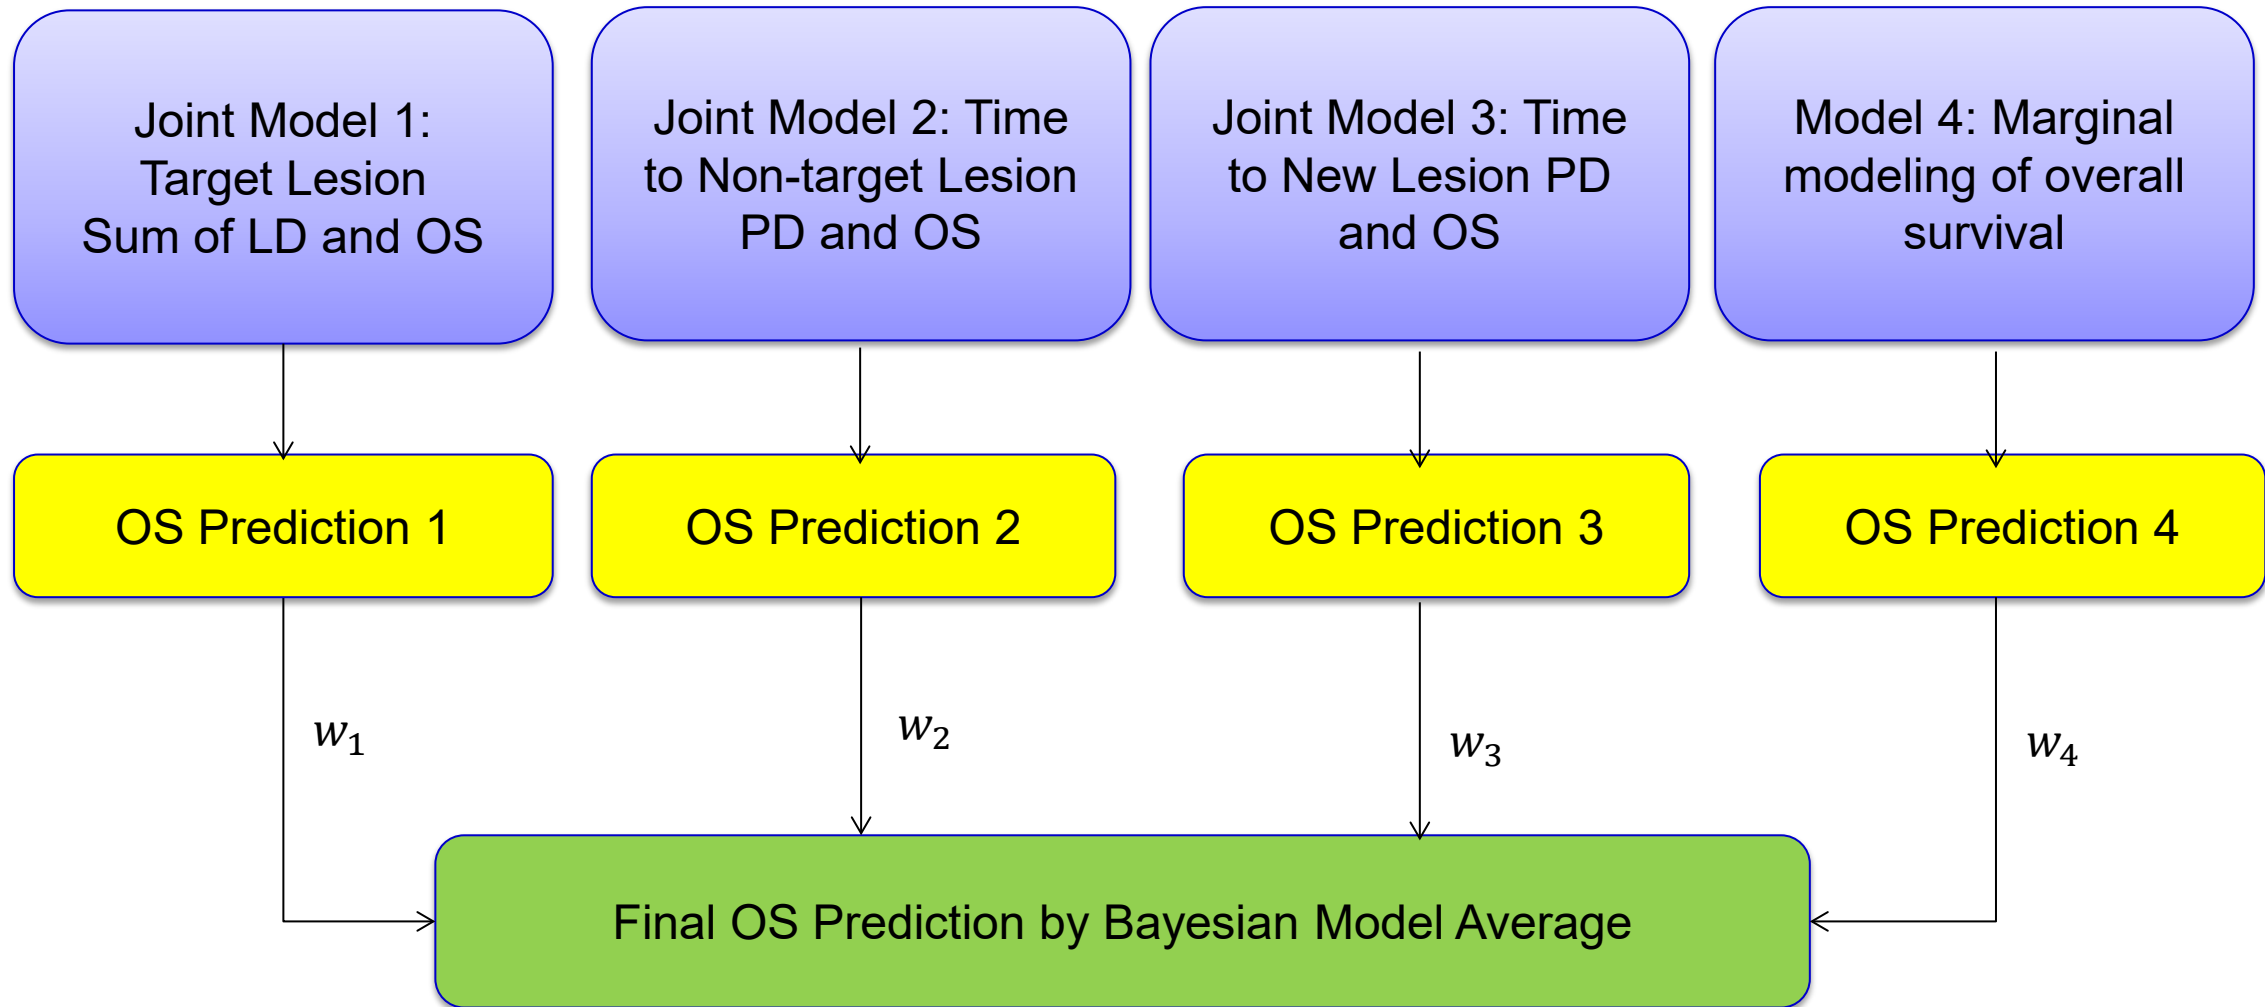 Joint Model 1:
Target Lesion
Sum of LD and OS
Joint Model 2: Time
to Non-target Lesion
PD and OS
Joint Model 3: Time
to New Lesion PD
and OS
Model 4: Marginal
modeling of overall
survival
OS Prediction 1
OS Prediction 2
OS Prediction 3
OS Prediction 4
w₁
w₂
w₃
w₄
Final OS Prediction by Bayesian Model Average